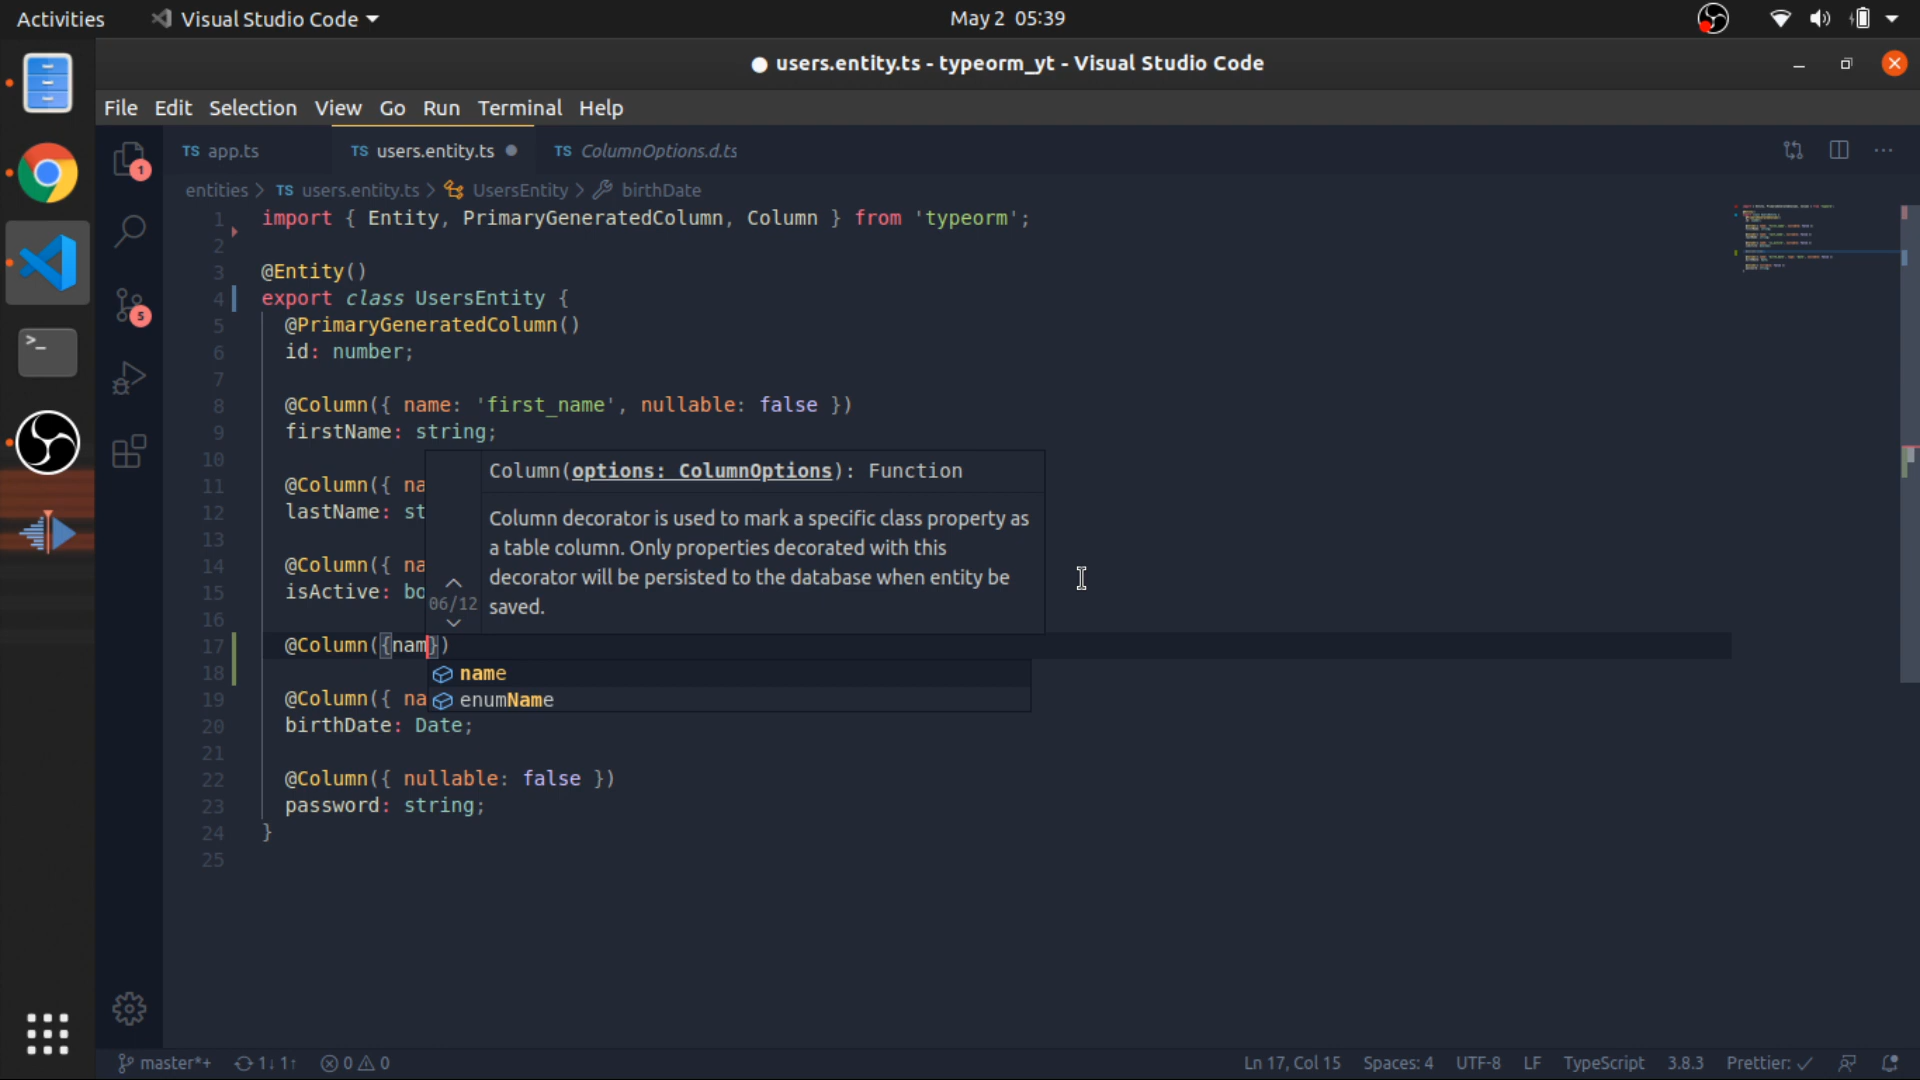 Activities Visual Studio Code May 2 05:39
users.entity.ts - typeorm_yt - Visual Studio Code
File Edit Selection View Go Run Terminal Help
TS app.ts TS users.entity.ts TS ColumnOptions.d.ts
entities > TS users.entity.ts > UsersEntity > birthDate
1
5
1 import { Entity, PrimaryGeneratedColumn, Column } from 'typeorm';
2
3 @Entity()
4 export class UsersEntity {
5 @PrimaryGeneratedColumn()
6 id: number;
7
8 @Column({ name: 'first_name', nullable: false })
9 firstName: string;
10
Column(options: ColumnOptions): Function
11 @Column({ na
12 lastName: st
Column decorator is used to mark a specific class property as
13
a table column. Only properties decorated with this
14 @Column({ na
decorator will be persisted to the database when entity be
15 isActive: bo
06/12 saved.
16
17 @Column({nam})
18
name
19 @Column({ na
enumName
20 birthDate: Date;
21
22 @Column({ nullable: false })
23 password: string;
24 }
25
master*+ 1↓ 1↑ 0 0 Ln 17, Col 15 Spaces: 4 UTF-8 LF TypeScript 3.8.3 Prettier: ✓